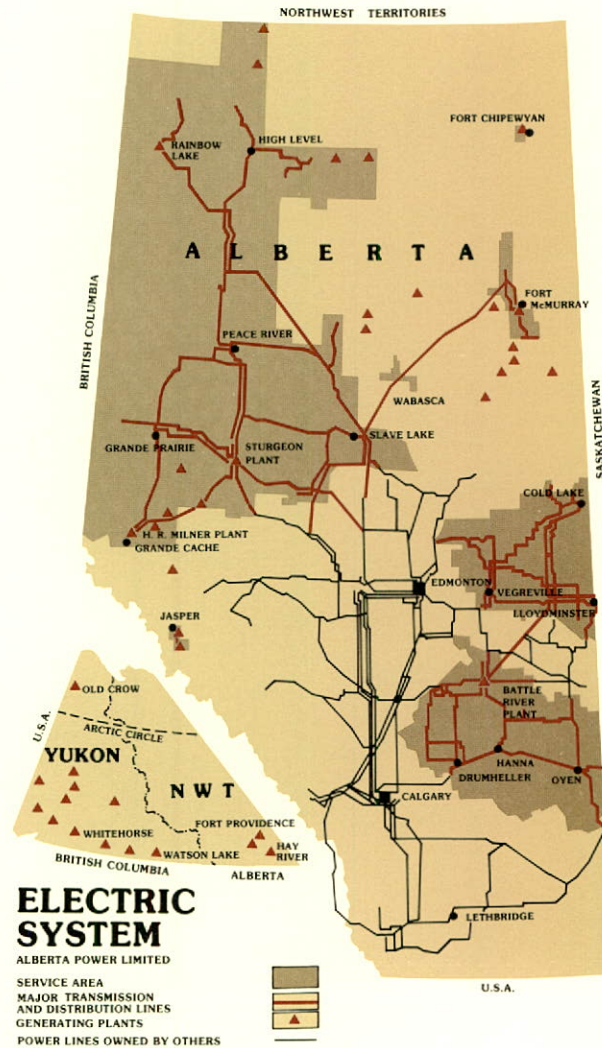 NORTHWEST TERRITORIES
FORT CHIPEWYAN
RAINBOW
LAKE
HIGH LEVEL
ALBERTA
BRITISH COLUMBIA
FORT
McMURRAY
PEACE RIVER
WABASCA
SASKATCHEWAN
GRANDE PRAIRIE
STURGEON
PLANT
SLAVE LAKE
COLD LAKE
H. R. MILNER PLANT
GRANDE CACHE
EDMONTON
VEGREVILLE
LLOYDMINSTER
JASPER
BATTLE
RIVER
PLANT
HANNA
DRUMHELLER
OYEN
CALGARY
LETHBRIDGE
U.S.A.
OLD CROW
U.S.A.
ARCTIC CIRCLE
YUKON
NWT
FORT PROVIDENCE
WHITEHORSE
HAY
RIVER
WATSON LAKE
BRITISH COLUMBIA
ALBERTA
ELECTRIC
SYSTEM
ALBERTA POWER LIMITED
SERVICE AREA
MAJOR TRANSMISSION
AND DISTRIBUTION LINES
GENERATING PLANTS
POWER LINES OWNED BY OTHERS